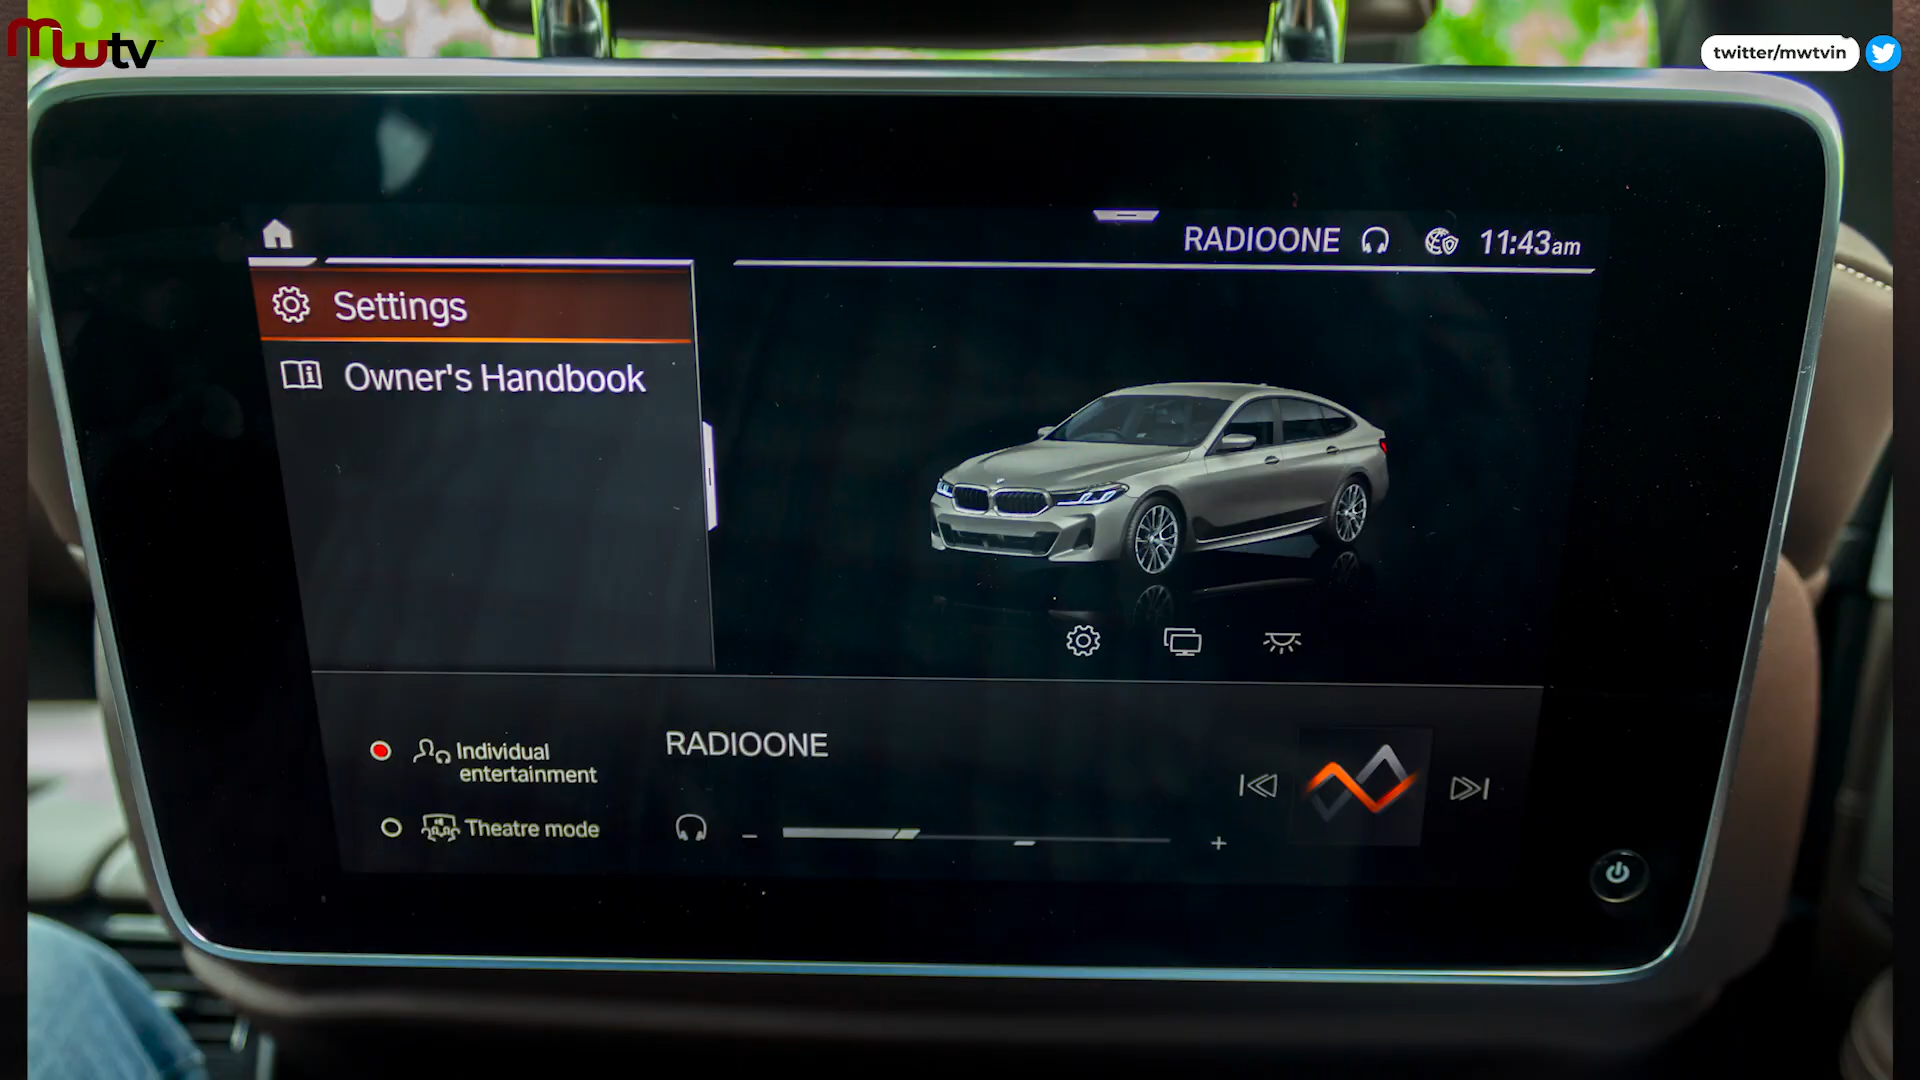 mwtv
twitter/mwtvin
RADIOONE
11:43am
Settings
Owner's Handbook
Individual
entertainment
Theatre mode
RADIOONE